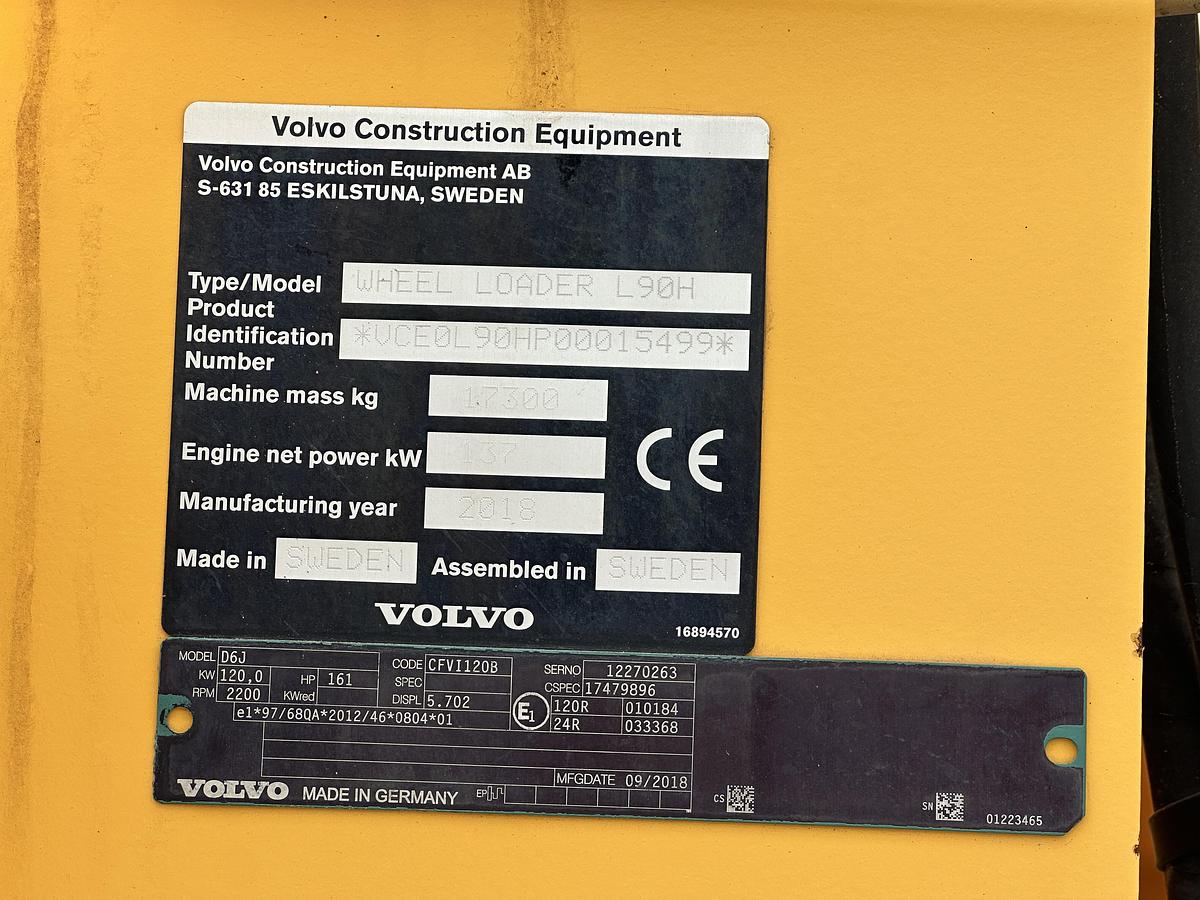 Volvo Construction Equipment
Volvo Construction Equipment AB
S-631 85 ESKILSTUNA, SWEDEN
Type/Model WHEEL LOADER L90H
Product
Identification *VCE0L90HP00015499*
Number
Machine mass kg 17300
Engine net power kW 137
CE
Manufacturing year 2018
Made in SWEDEN Assembled in SWEDEN
VOLVO
16894570
MODEL D6J CODE CFVI120B SERNO 12270263
KW 120,0 HP 161 SPEC CSPEC 17479896
RPM 2200 KWred DISPL 5.702 E1 120R 010184
e1*97/68QA*2012/46*0804*01 24R 033368
MFGDATE 09/2018
VOLVO MADE IN GERMANY EP CS SN 01223465